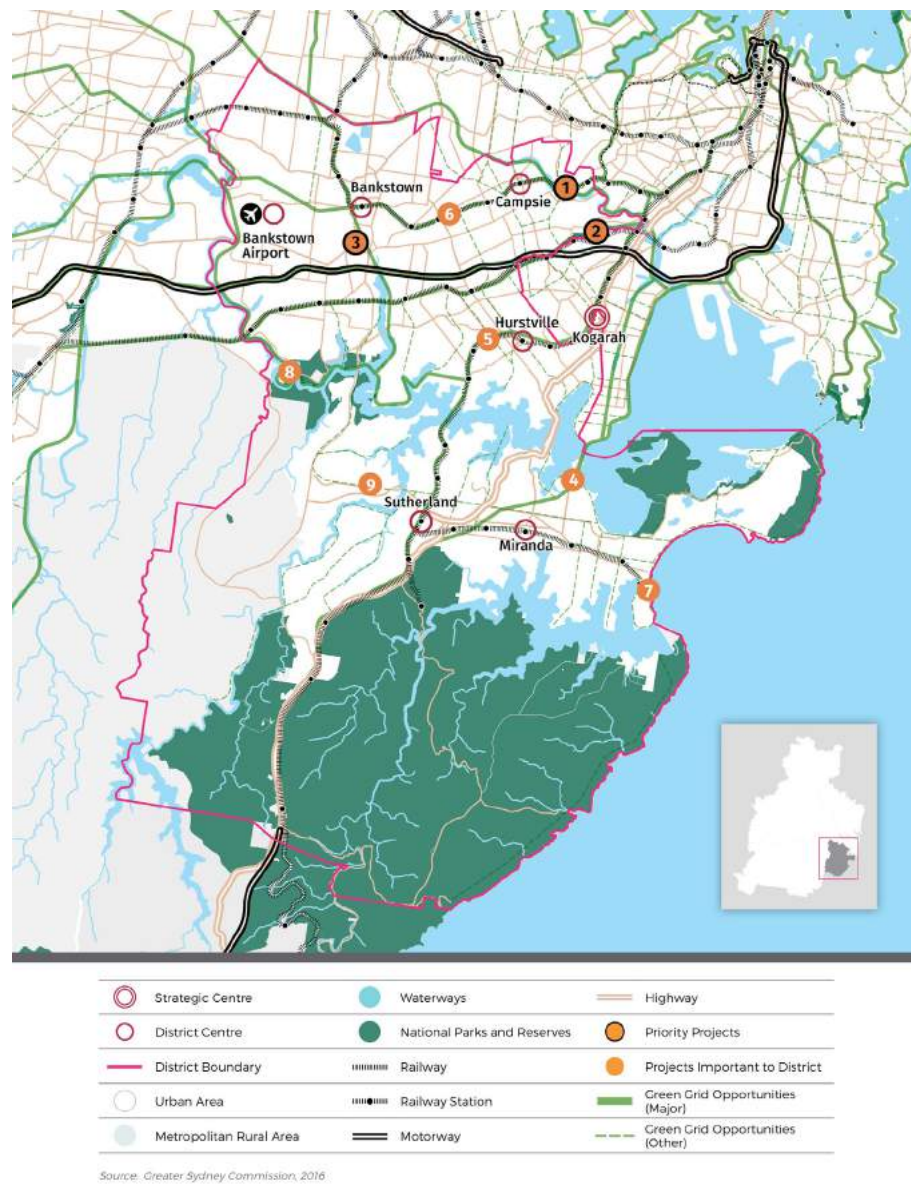 Bankstown
Campsie
1
6
2
Bankstown
Airport
3
Hurstville
Kogarah
5
8
9
4
Sutherland
Miranda
7
Strategic Centre
Waterways
Highway
District Centre
National Parks and Reserves
Priority Projects
District Boundary
Railway
Projects Important to District
Urban Area
Railway Station
Green Grid Opportunities
(Major)
Metropolitan Rural Area
Motorway
Green Grid Opportunities
(Other)
Source: Greater Sydney Commission, 2016